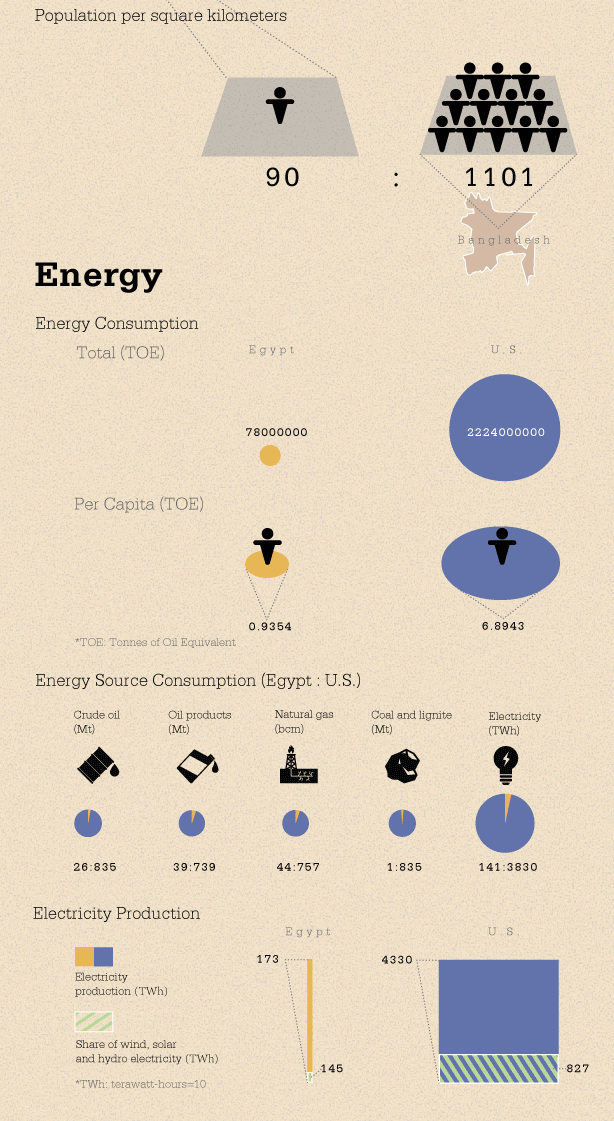 Population per square kilometers
90 : 1101
Bangladesh
Energy
Energy Consumption
Total (TOE)
Egypt
U.S.
78000000
2224000000
Per Capita (TOE)
0.9354
6.8943
*TOE: Tonnes of Oil Equivalent
Energy Source Consumption (Egypt : U.S.)
Crude oil
(Mt)
Oil products
(Mt)
Natural gas
(bcm)
Coal and lignite
(Mt)
Electricity
(TWh)
26:835
39:739
44:757
1:835
141:3830
Electricity Production
Egypt
U.S.
173
4330
Electricity
production (TWh)
Share of wind, solar
and hydro electricity (TWh)
145
827
*TWh: terawatt-hours=10